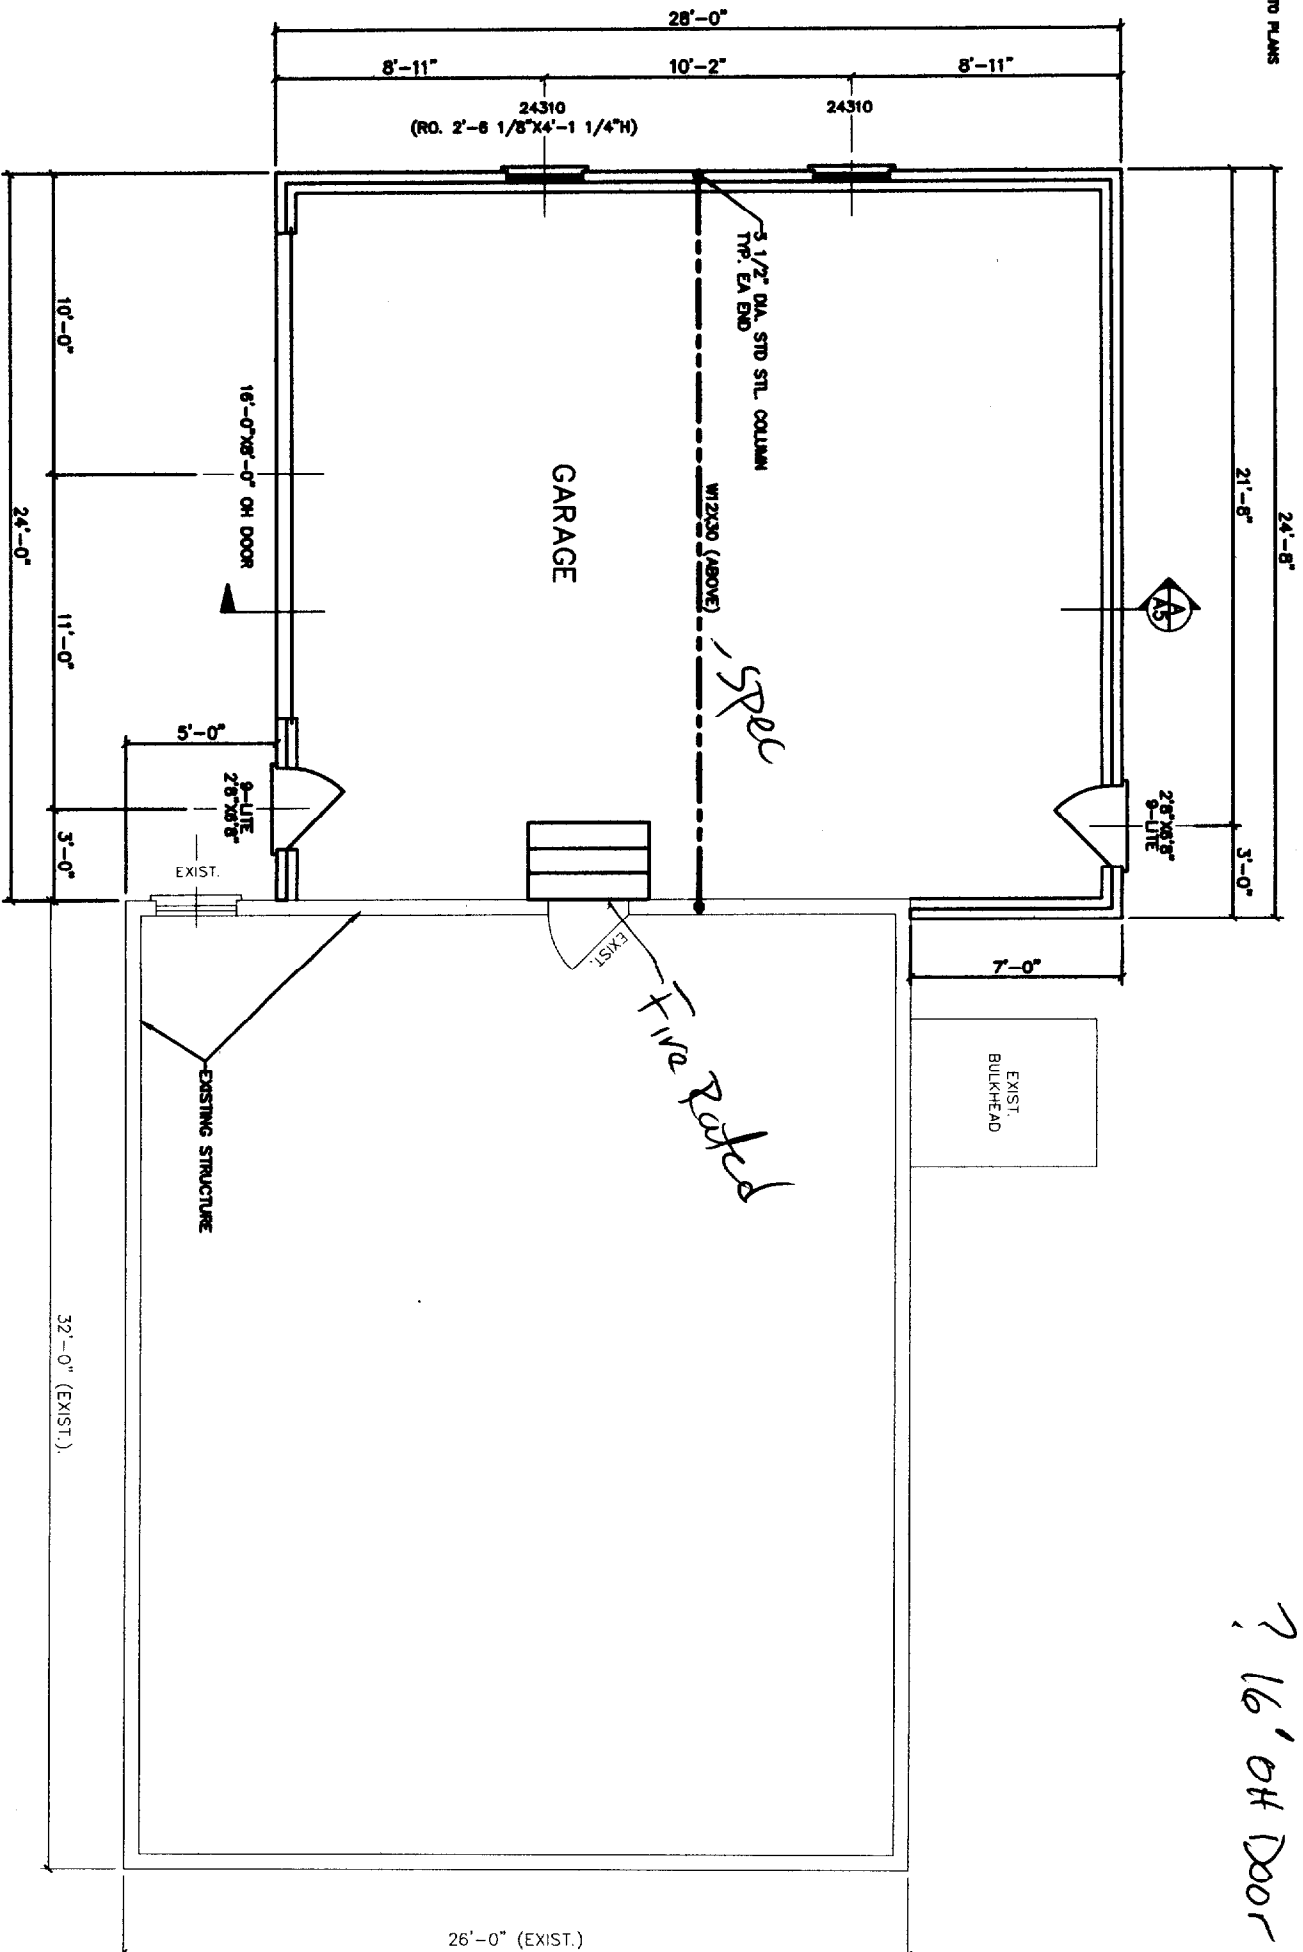 TO PLANS
28'-0"
8'-11"
10'-2"
8'-11"
24310
(RO. 2'-6 1/8"X4'-1 1/4"H)
24310
24'-8"
21'-8"
3'-0"
3 1/2" DIA. STD STL. COLUMN
TYP. EA END
W12X30 (ABOVE)
- Spec
GARAGE
A
A5
2'8"X6'8"
9-LITE
10'-0"
11'-0"
3'-0"
24'-0"
16'-0"X8'-0" OH DOOR
5'-0"
9-LITE
2'8"X6'8"
EXIST.
EXIST.
Fire Rated
7'-0"
EXIST.
BULKHEAD
EXISTING STRUCTURE
32'-0" (EXIST.).
26'-0" (EXIST.)
? 16' OH Door